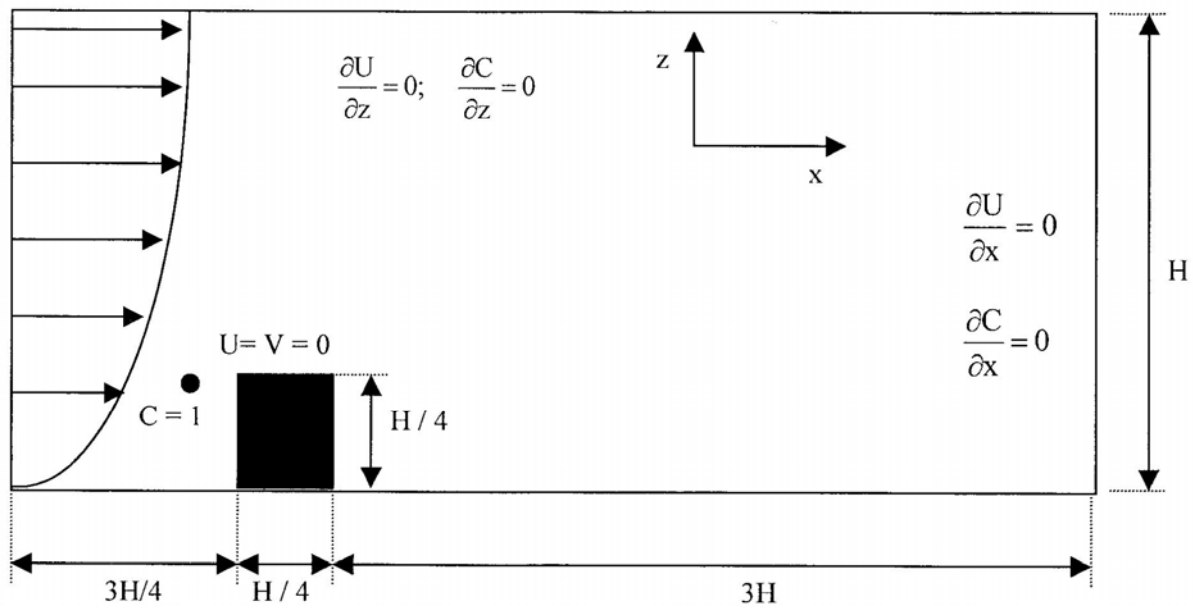 z
∂U/∂z = 0; ∂C/∂z = 0
x
∂U/∂x = 0
H
∂C/∂x = 0
U= V = 0
C = 1
H / 4
3H/4
H / 4
3H